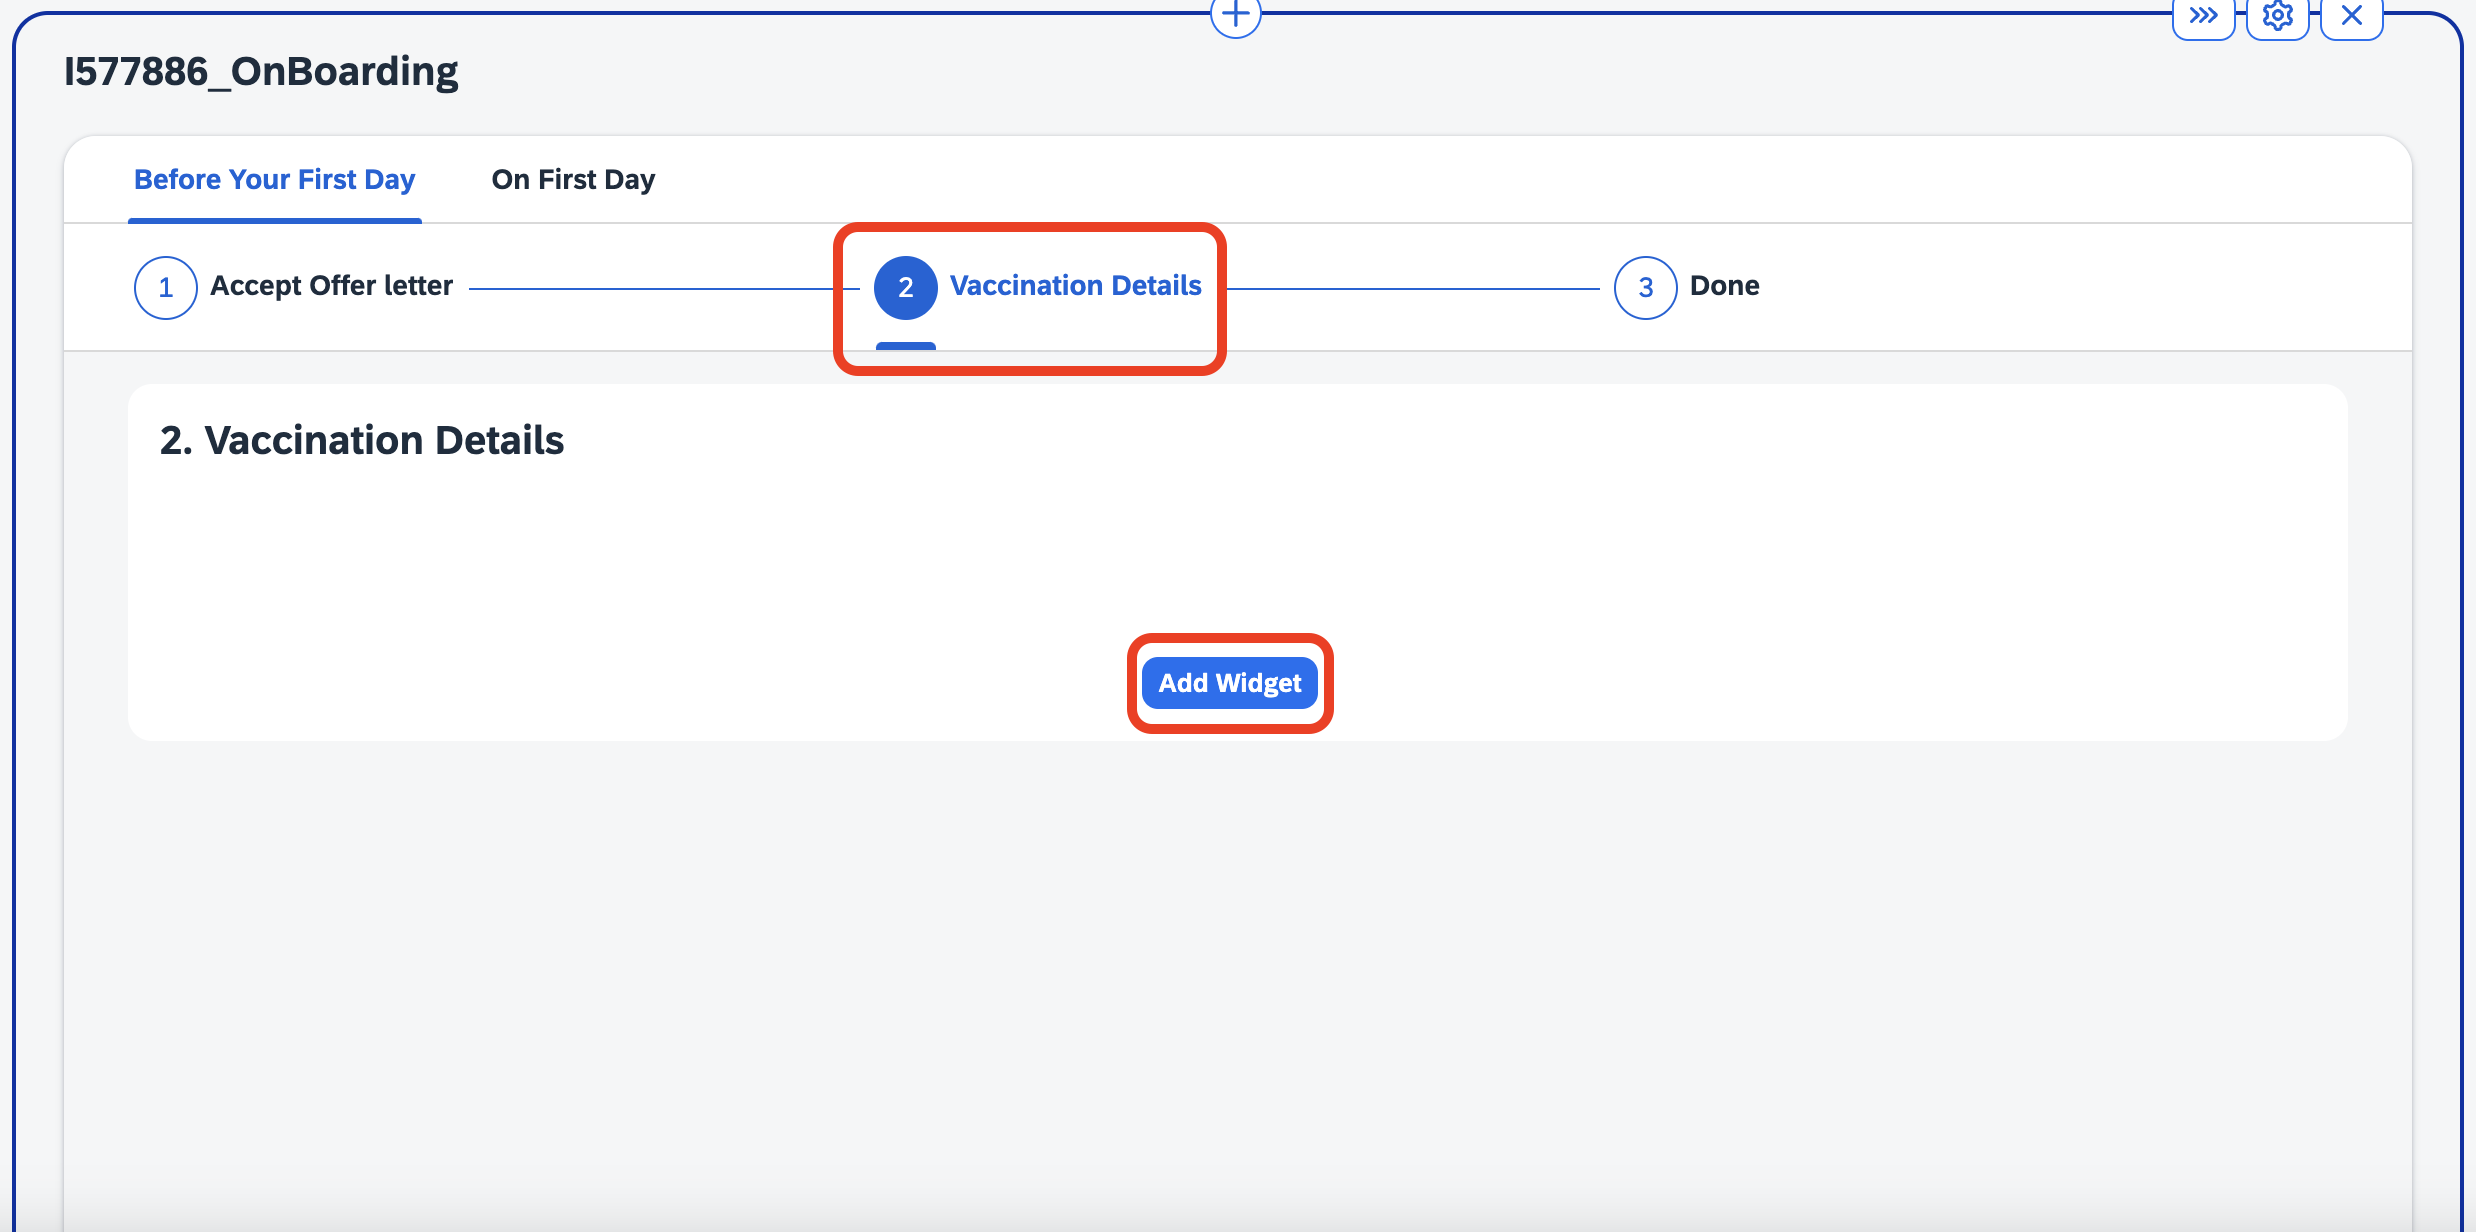 I577886_OnBoarding
Before Your First Day On First Day
1 Accept Offer letter 2 Vaccination Details 3 Done
2. Vaccination Details
Add Widget